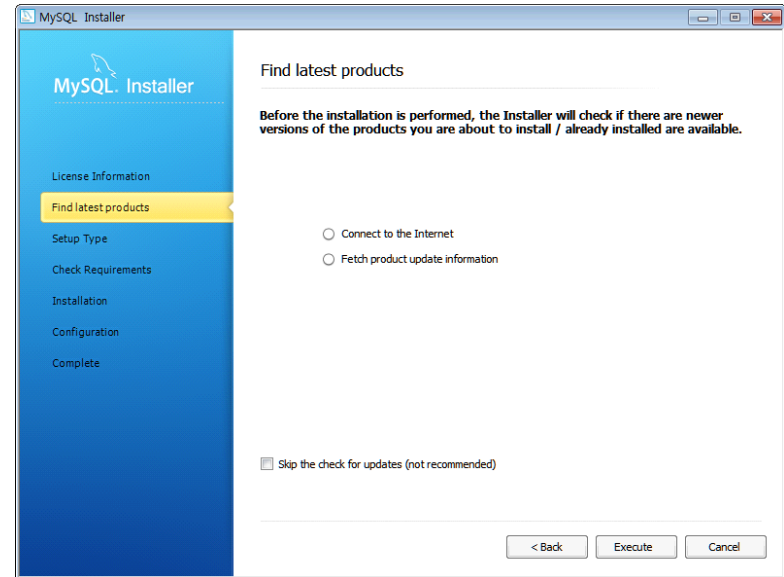 MySQL Installer
MySQL. Installer
License Information
Find latest products
Setup Type
Check Requirements
Installation
Configuration
Complete
Find latest products
Before the installation is performed, the Installer will check if there are newer
versions of the products you are about to install / already installed are available.
Connect to the Internet
Fetch product update information
Skip the check for updates (not recommended)
< Back
Execute
Cancel